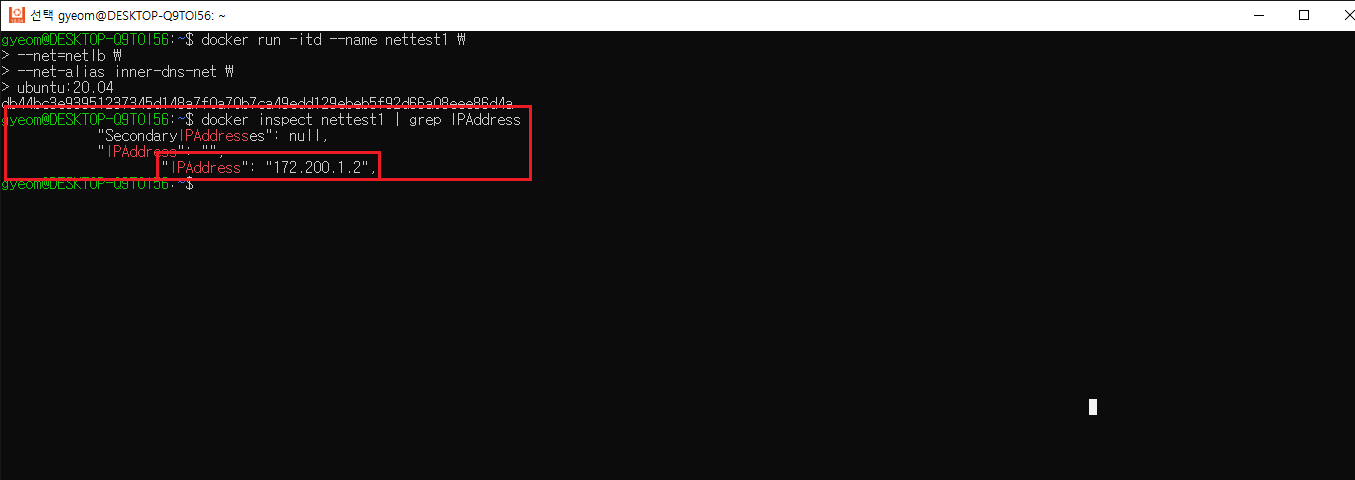 선택 gyeom@DESKTOP-Q9TOI56: ~
gyeom@DESKTOP-Q9TOI56:~$ docker run -itd --name nettest1 ₩
> --net=netlb ₩
> --net-alias inner-dns-net ₩
> ubuntu:20.04
db44bc3e93951237345d148a7f0a70b7ca49edd129ebeb5f92d66a08eee86d4a
gyeom@DESKTOP-Q9TOI56:~$ docker inspect nettest1 | grep IPAddress
"SecondaryIPAddresses": null,
"IPAddress": "",
"IPAddress": "172.200.1.2",
gyeom@DESKTOP-Q9TOI56:~$